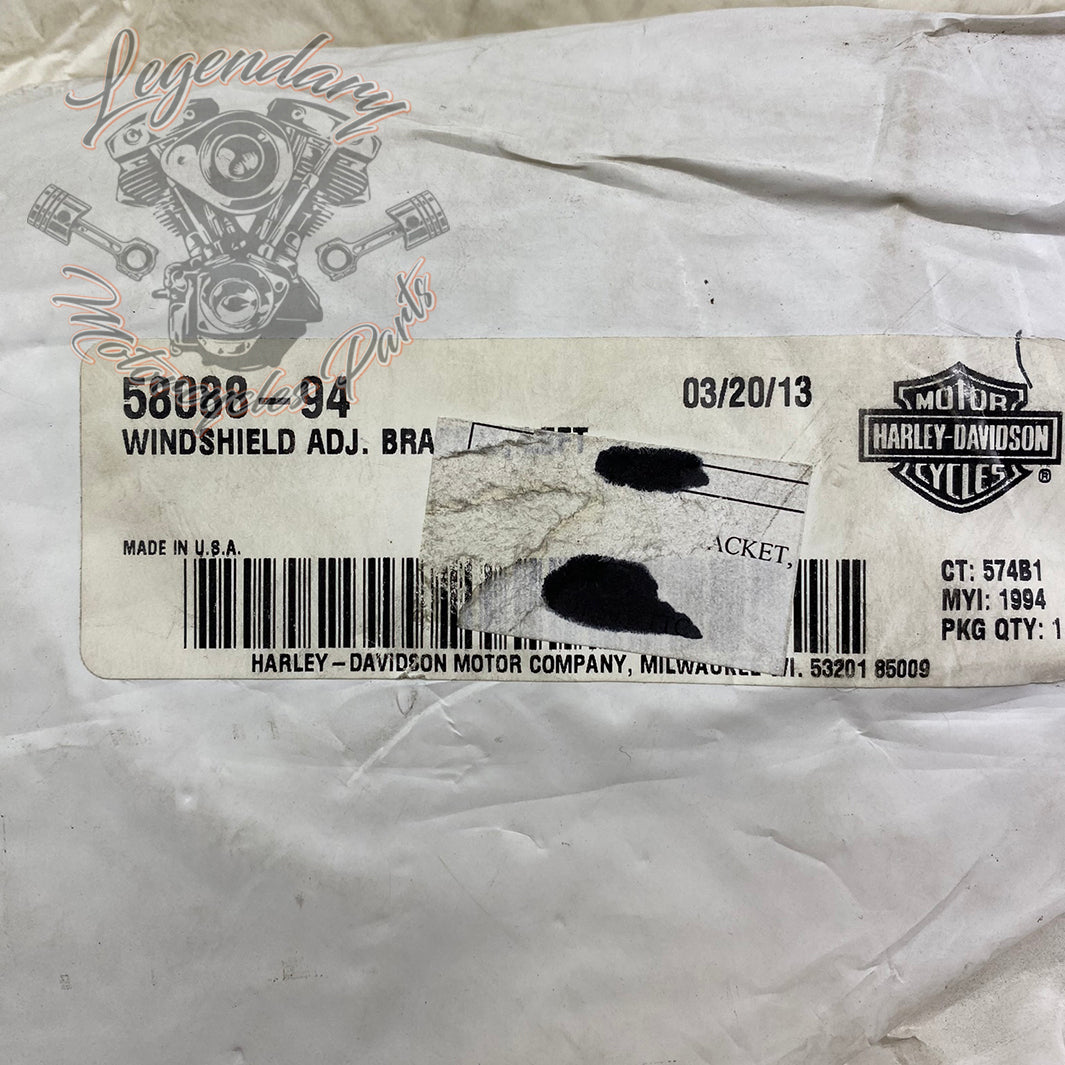 Legendary
Motorcycles Parts
58088-94
03/20/13
WINDSHIELD ADJ. BRA
MOTOR
HARLEY-DAVIDSON
CYCLES
®
ACKET,
MADE IN U.S.A.
CT: 574B1
MYI: 1994
PKG QTY: 1
HARLEY-DAVIDSON MOTOR COMPANY, MILWAUKEE WI. 53201 85009